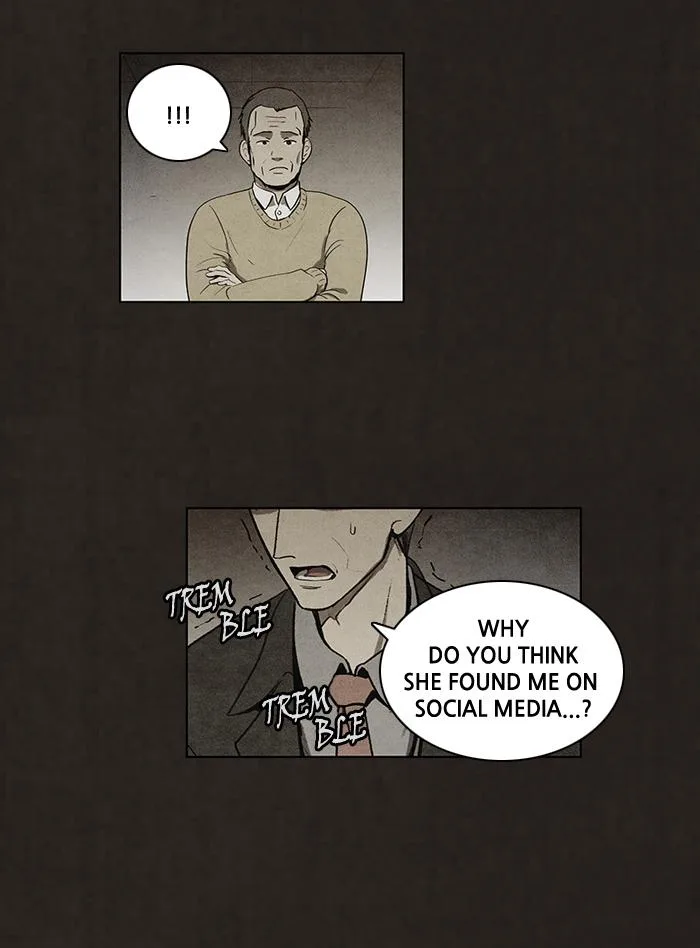 !!!
TREM
BLE
WHY
DO YOU THINK
SHE FOUND ME ON
SOCIAL MEDIA...?
TREM
BLE